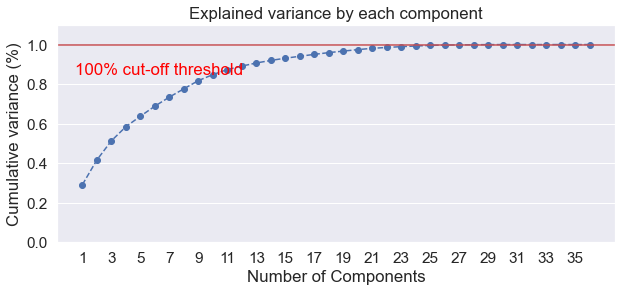 Explained variance by each component
Cumulative variance (%)
1.0
0.8
0.6
0.4
0.2
0.0
100% cut-off threshold
1 3 5 7 9 11 13 15 17 19 21 23 25 27 29 31 33 35
Number of Components